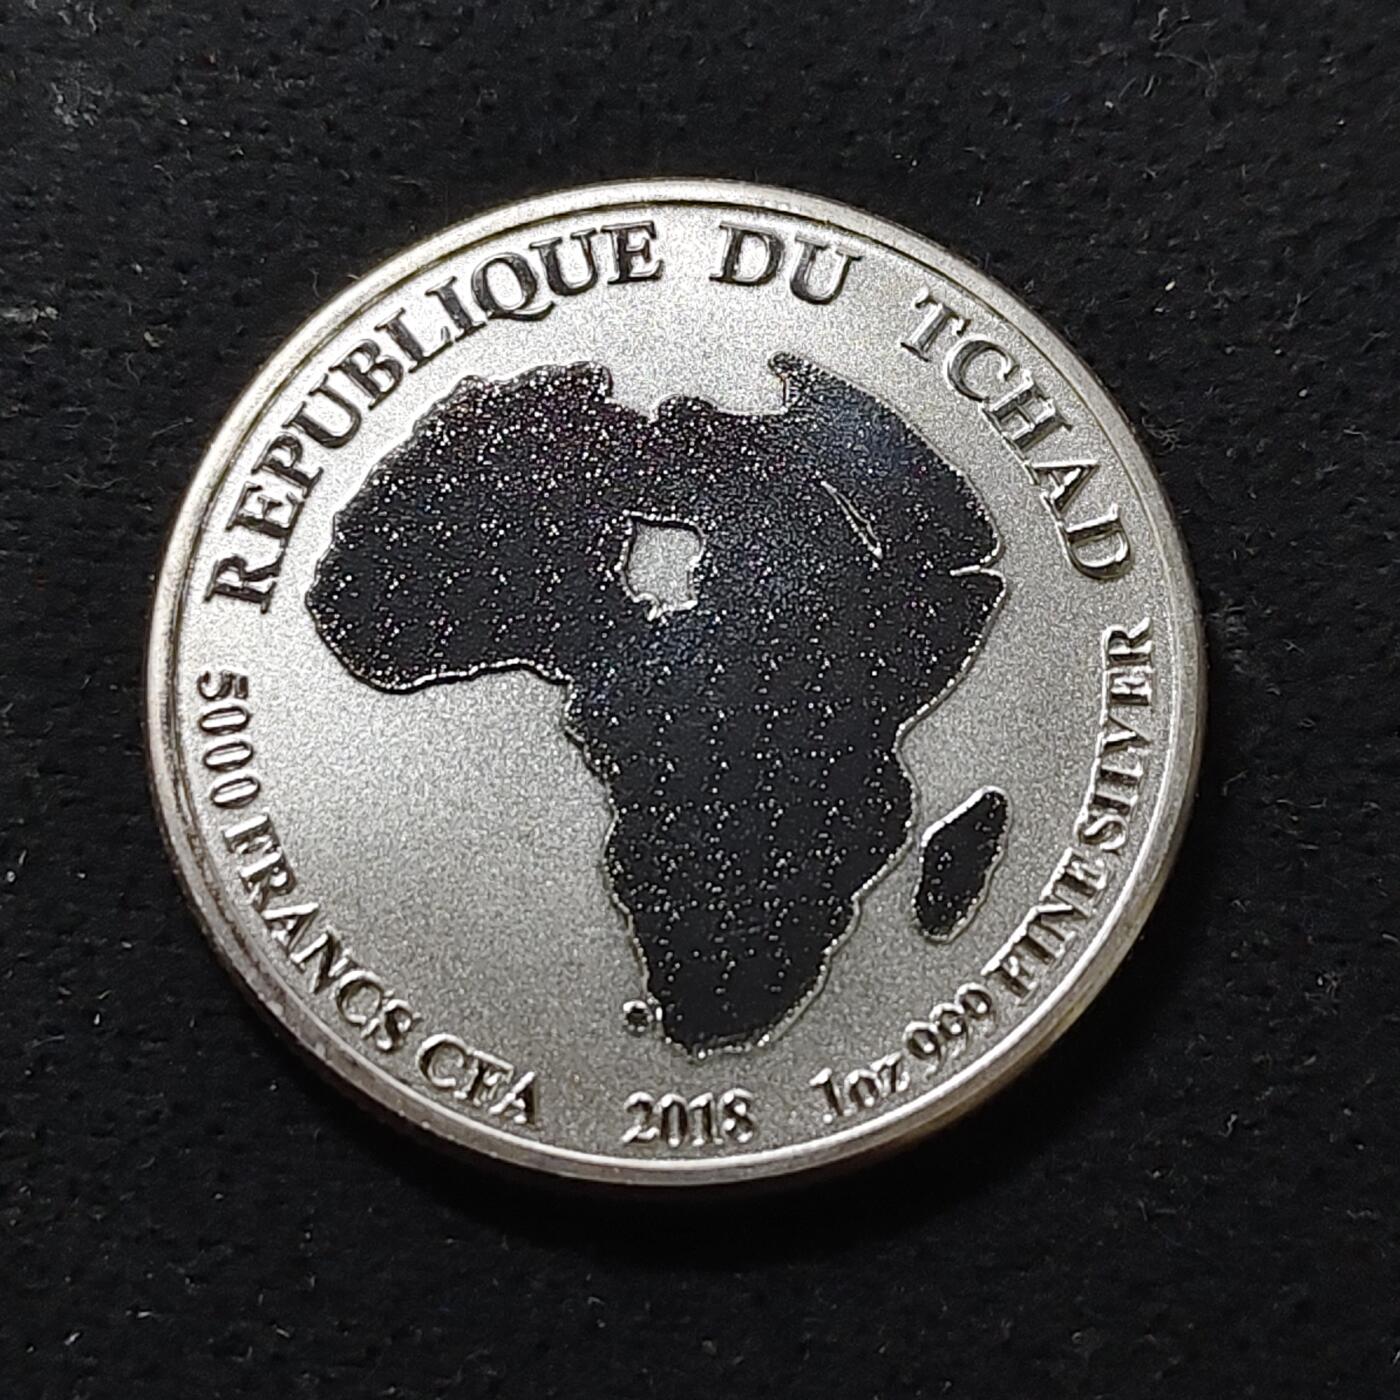 REPUBLIQUE DU TCHAD
5000 FRANCS CFA
2018
1oz 999 FINE SILVER